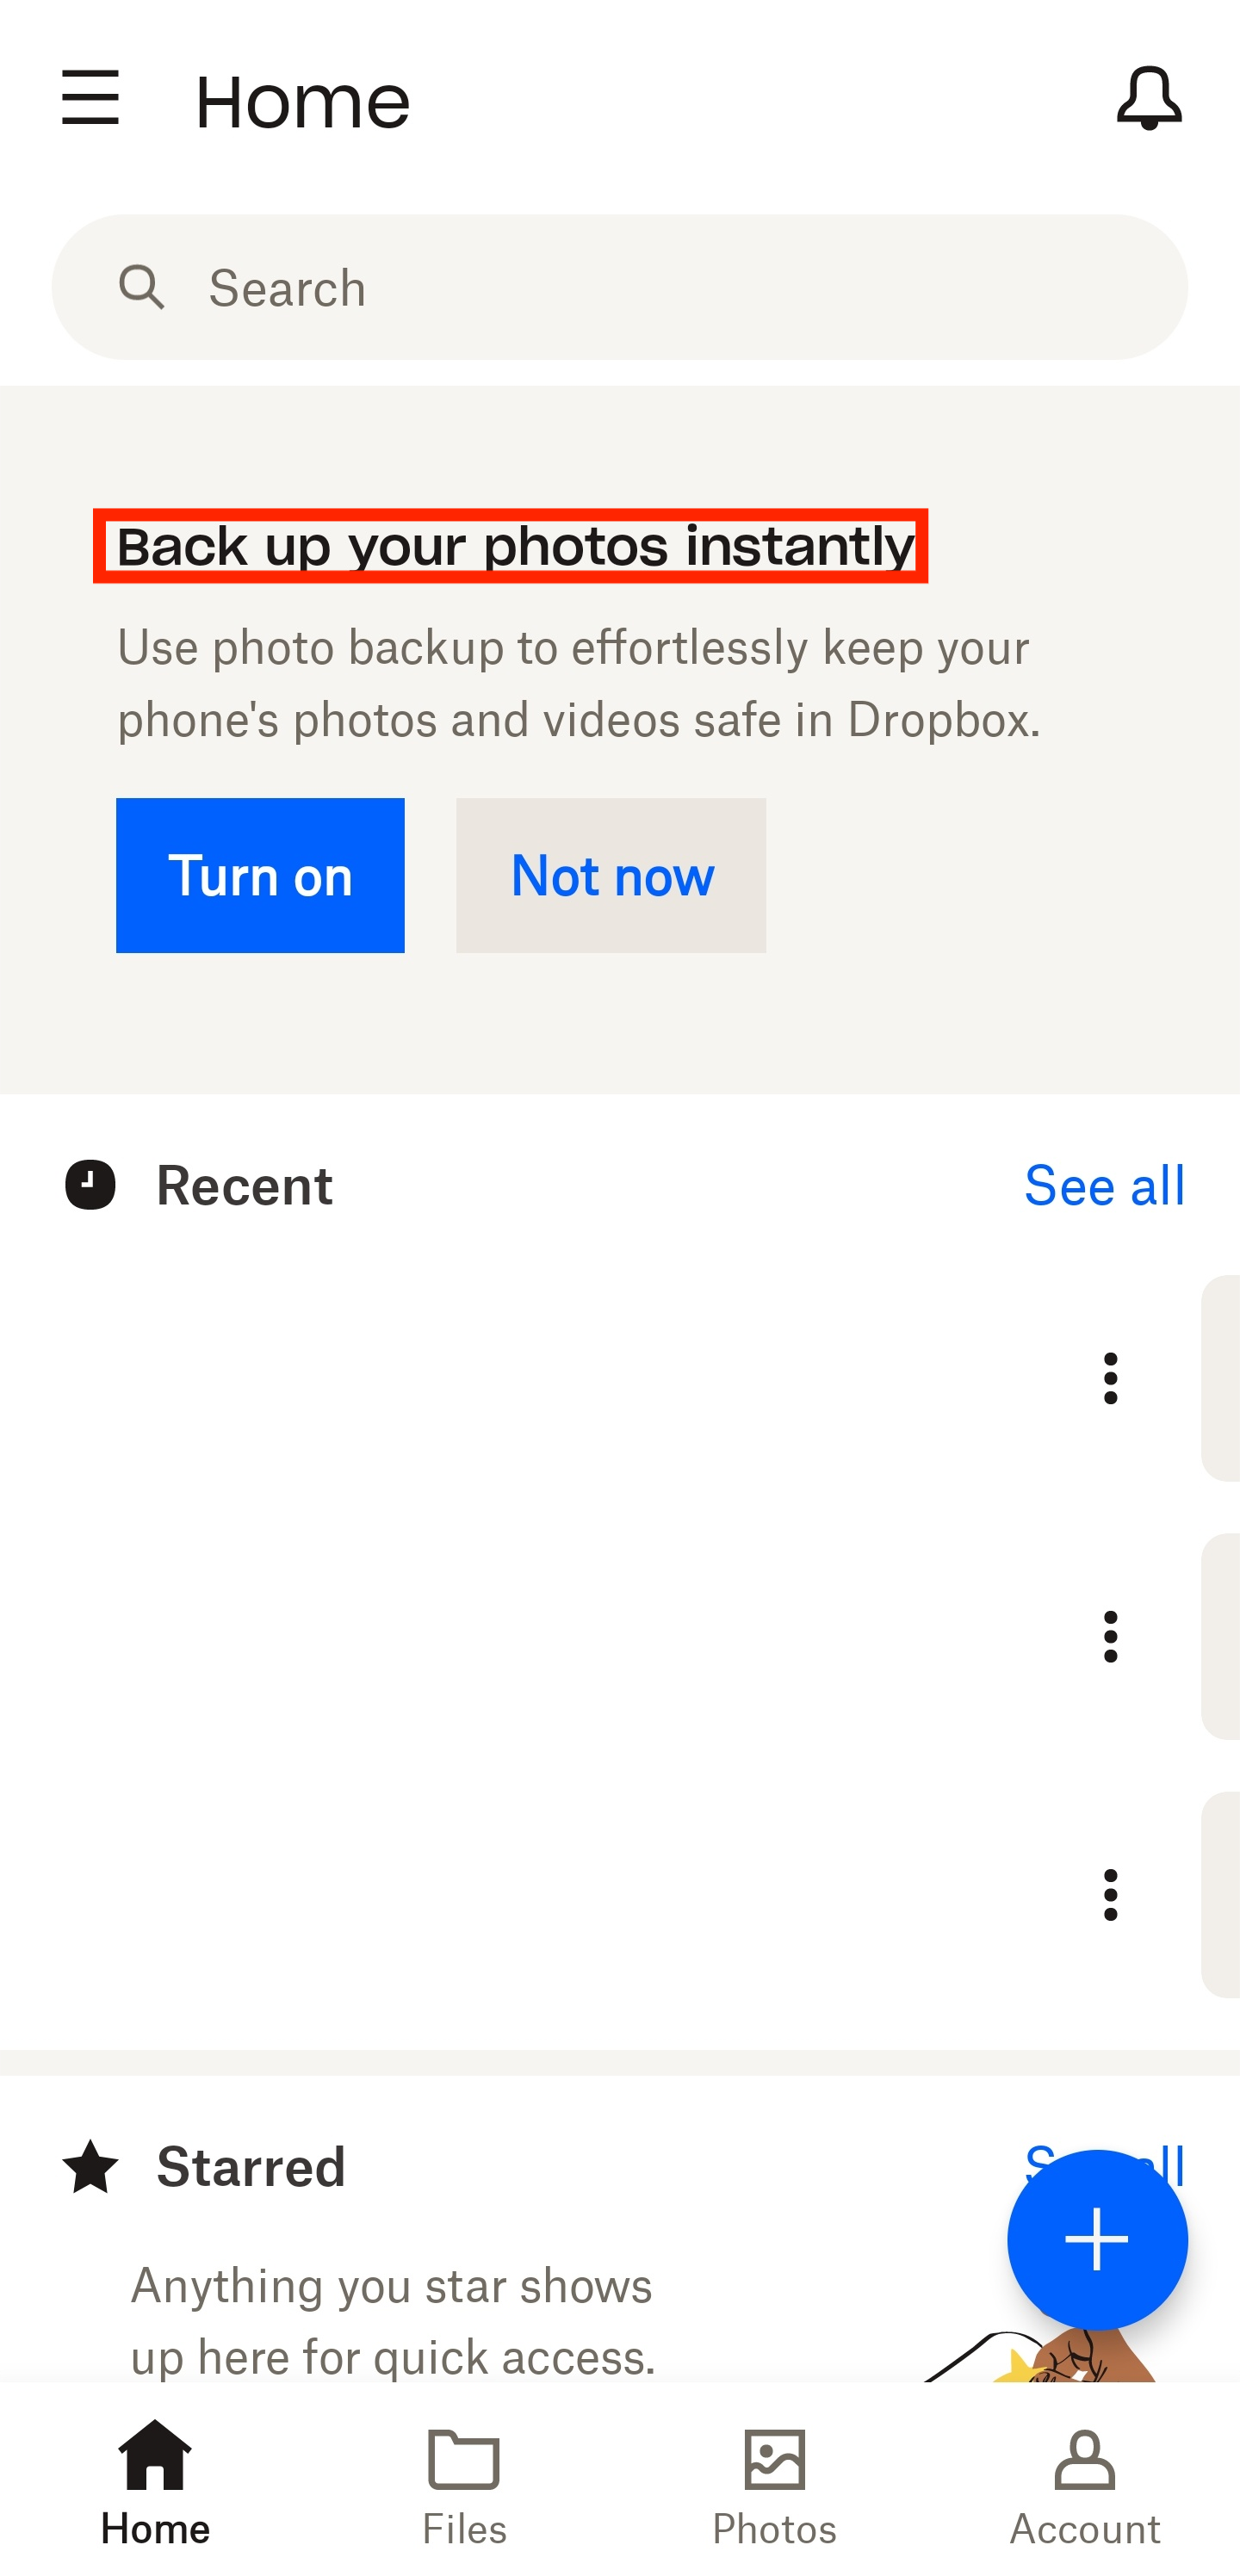 Home
Search
Back up your photos instantly
Use photo backup to effortlessly keep your
phone's photos and videos safe in Dropbox.
Turn on
Not now
Recent
See all
Starred
Anything you star shows
up here for quick access.
Home
Files
Photos
Account